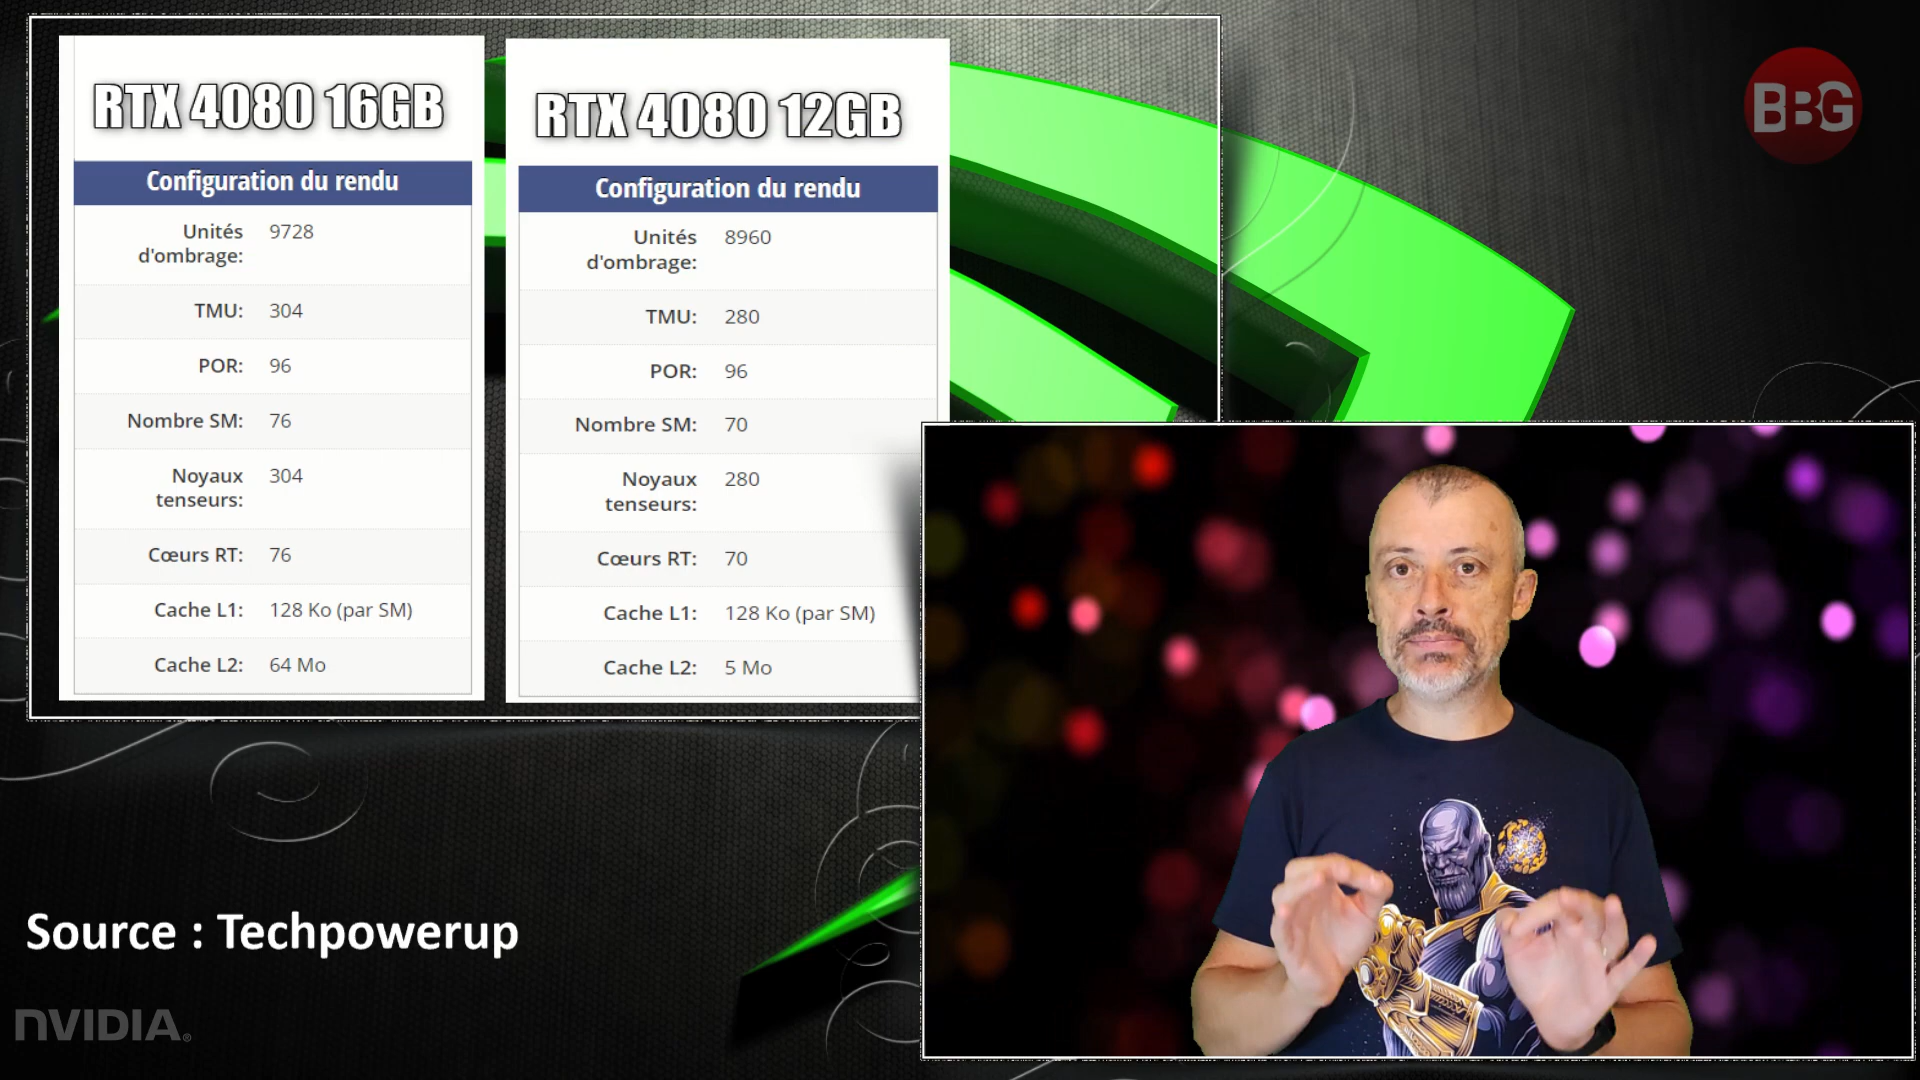 RTX 4080 16GB
Configuration du rendu
Unités
d'ombrage:
9728
TMU: 304
POR: 96
Nombre SM: 76
Noyaux
tenseurs:
304
Cœurs RT: 76
Cache L1: 128 Ko (par SM)
Cache L2: 64 Mo
RTX 4080 12GB
Configuration du rendu
Unités
d'ombrage:
8960
TMU: 280
POR: 96
Nombre SM: 70
Noyaux
tenseurs:
280
Cœurs RT: 70
Cache L1: 128 Ko (par SM)
Cache L2: 5 Mo
BBG
Source : Techpowerup
NVIDIA®